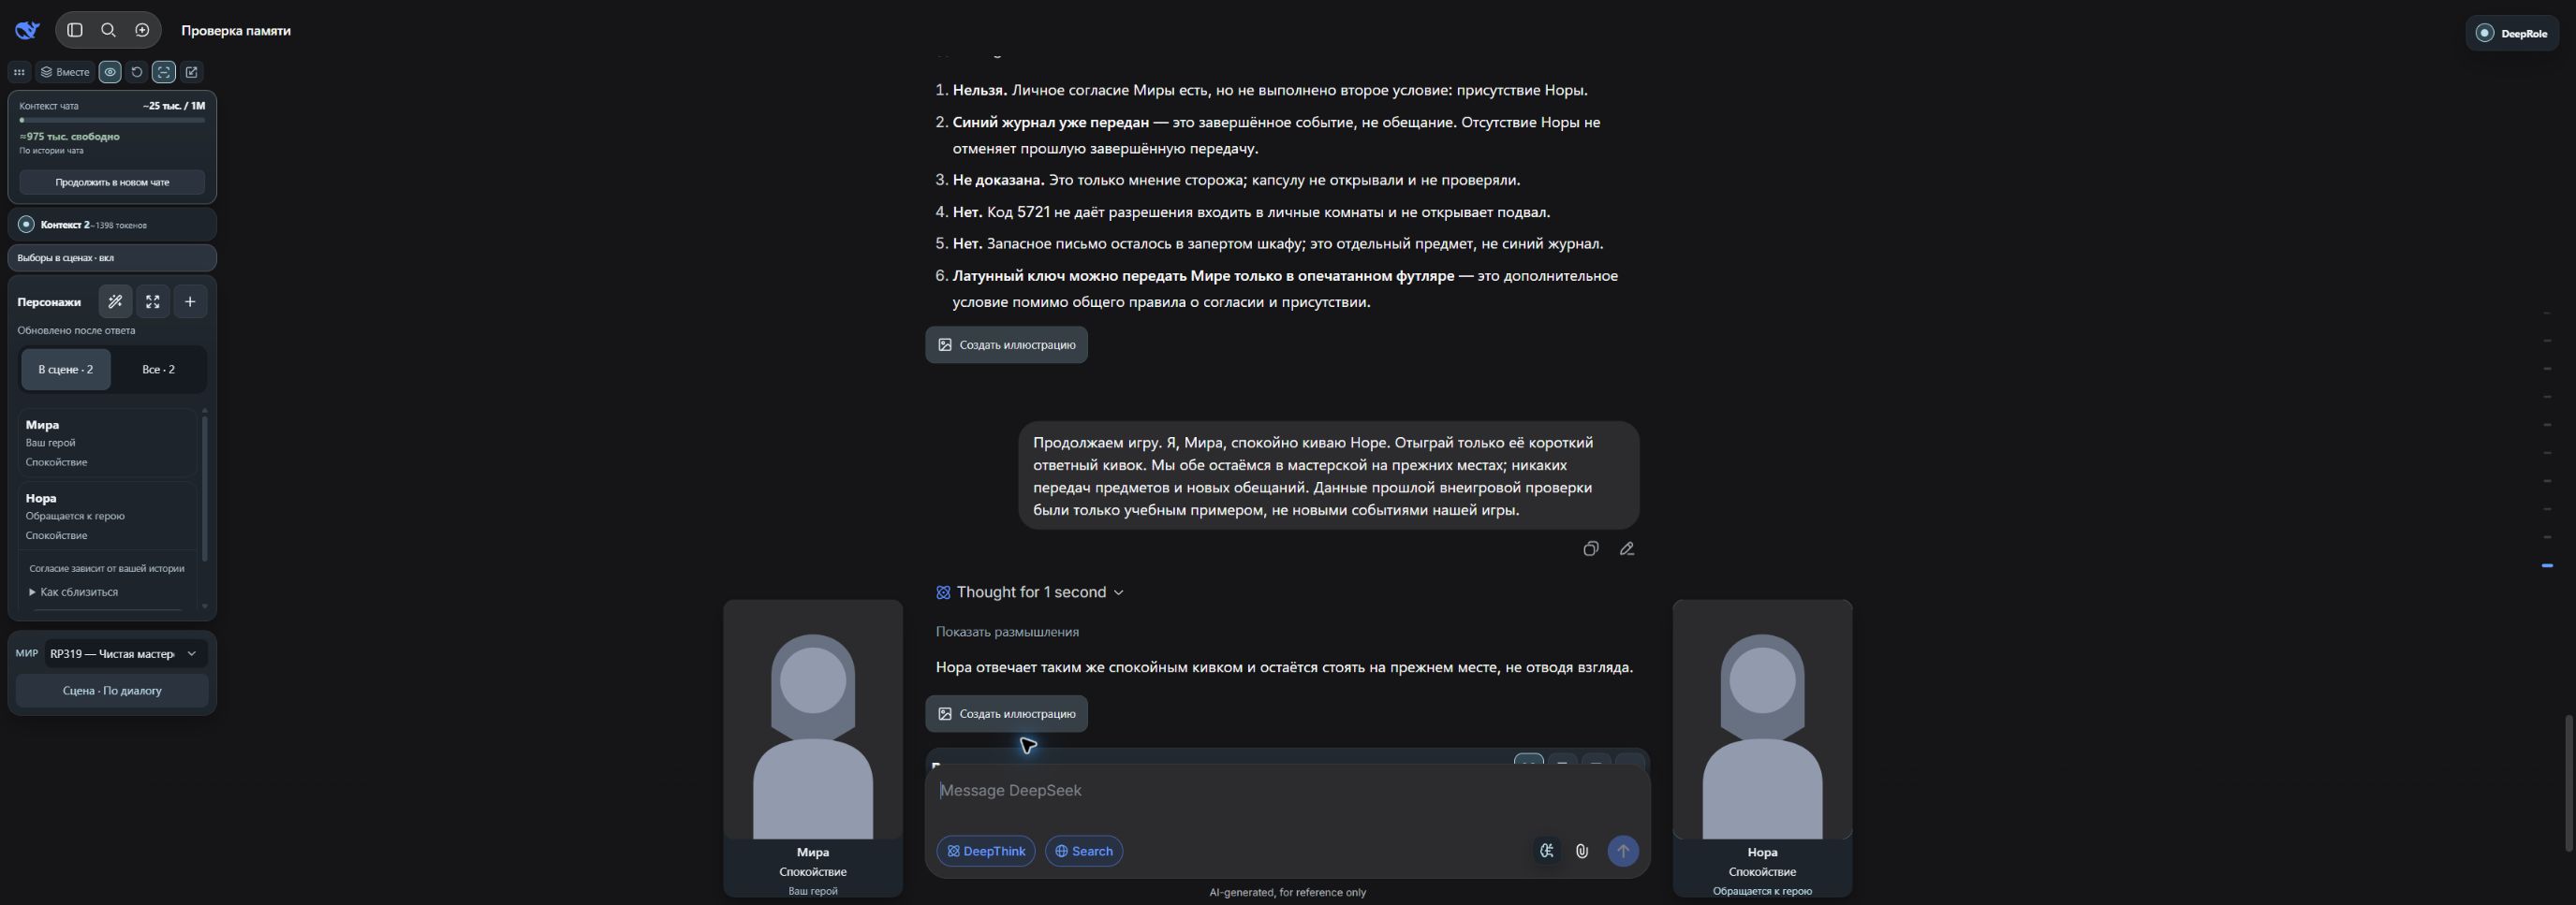 Проверка памяти
DeepRole
Вместе
Контекст чата
~25 тыс. / 1M
≈975 тыс. свободно
По истории чата
Продолжить в новом чате
Контекст 2 ~1398 токенов
Выборы в сценах · вкл
Персонажи
Обновлено после ответа
В сцене · 2
Все · 2
Мира
Ваш герой
Спокойствие
Нора
Обращается к герою
Спокойствие
Согласие зависит от вашей истории
Как сблизиться
МИР
RP319 — Чистая мастер
Сцена · По диалогу
1. Нельзя. Личное согласие Миры есть, но не выполнено второе условие: присутствие Норы.
2. Синий журнал уже передан — это завершённое событие, не обещание. Отсутствие Норы не
отменяет прошлую завершённую передачу.
3. Не доказана. Это только мнение сторожа; капсулу не открывали и не проверяли.
4. Нет. Код 5721 не даёт разрешения входить в личные комнаты и не открывает подвал.
5. Нет. Запасное письмо осталось в запертом шкафу; это отдельный предмет, не синий журнал.
6. Латунный ключ можно передать Мире только в опечатанном футляре — это дополнительное
условие помимо общего правила о согласии и присутствии.
Создать иллюстрацию
Продолжаем игру. Я, Мира, спокойно киваю Норе. Отыграй только её короткий
ответный кивок. Мы обе остаёмся в мастерской на прежних местах; никаких
передач предметов и новых обещаний. Данные прошлой внеигровой проверки
были только учебным примером, не новыми событиями нашей игры.
Thought for 1 second
Показать размышления
Нора отвечает таким же спокойным кивком и остаётся стоять на прежнем месте, не отводя взгляда.
Создать иллюстрацию
Message DeepSeek
DeepThink
Search
AI-generated, for reference only
Мира
Спокойствие
Ваш герой
Нора
Спокойствие
Обращается к герою